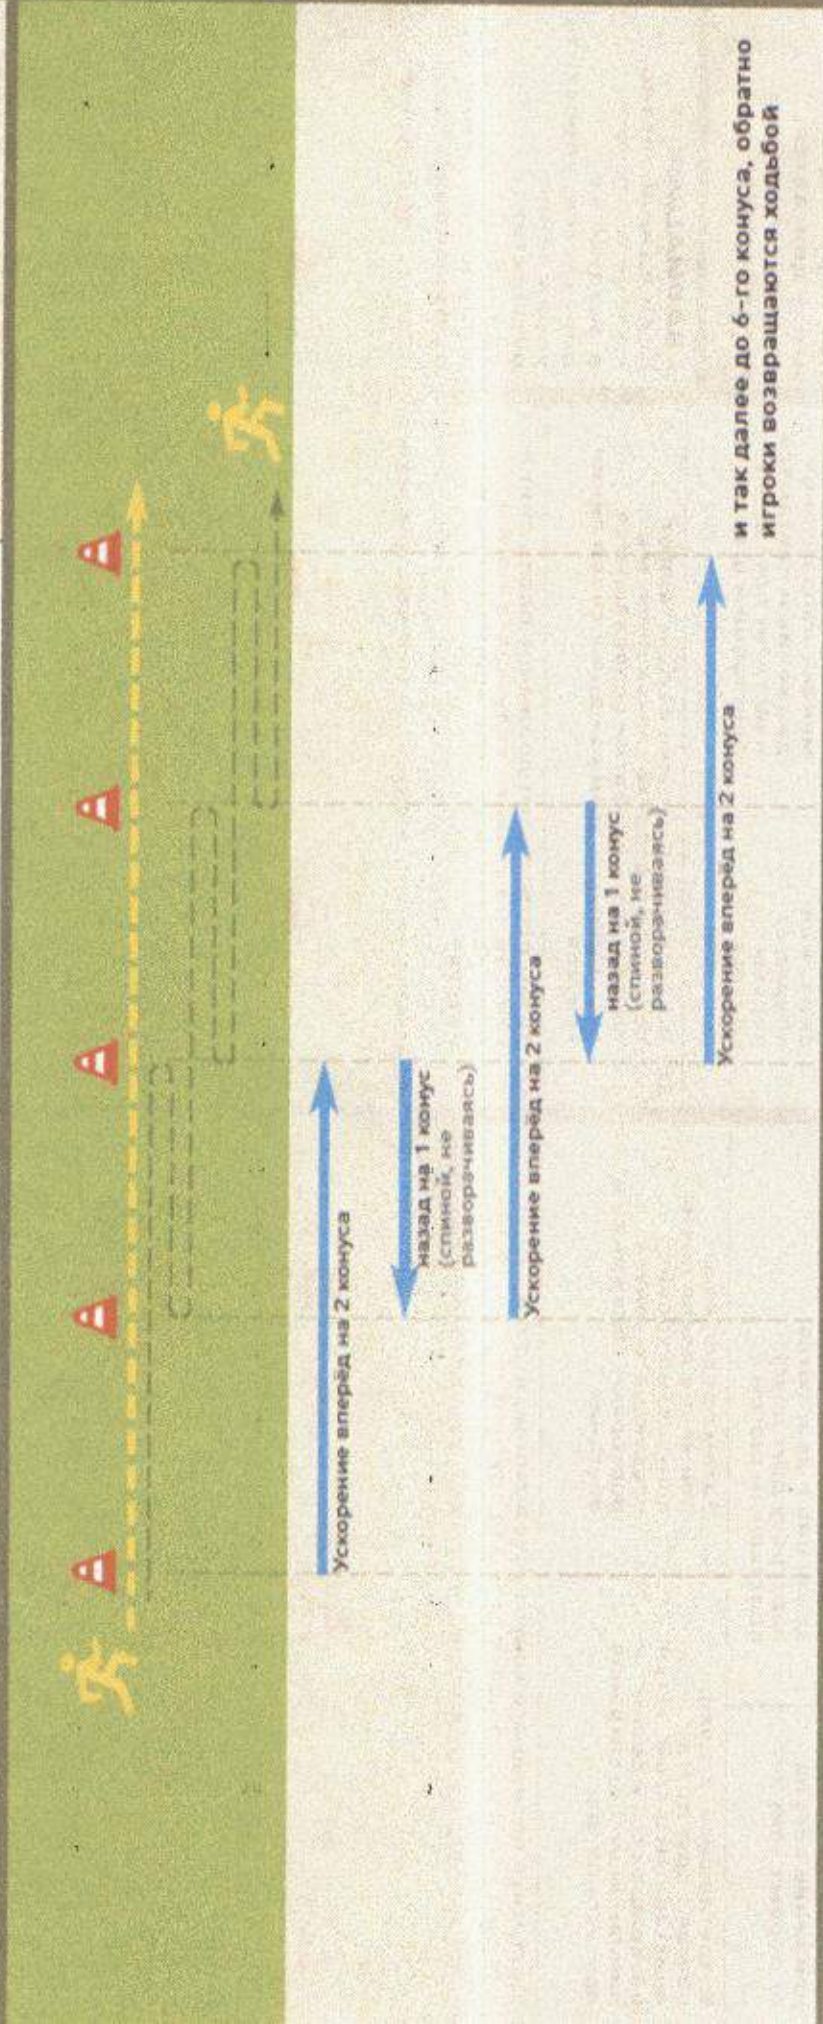 Ускорение вперёд на 2 конуса
назад на 1 конус
(спиной, не
разворачиваясь)
Ускорение вперёд на 2 конуса
назад на 1 конус
(спиной, не
разворачиваясь)
Ускорение вперёд на 2 конуса
и так далее до 6-го конуса, обратно
игроки возвращаются ходьбой